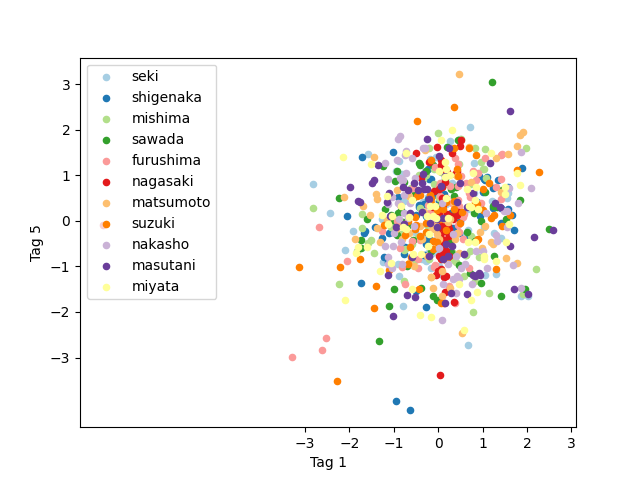 seki
shigenaka
mishima
sawada
furushima
nagasaki
matsumoto
suzuki
nakasho
masutani
miyata
3
2
1
0
−1
−2
−3
Tag 5
−3 −2 −1 0 1 2 3
Tag 1